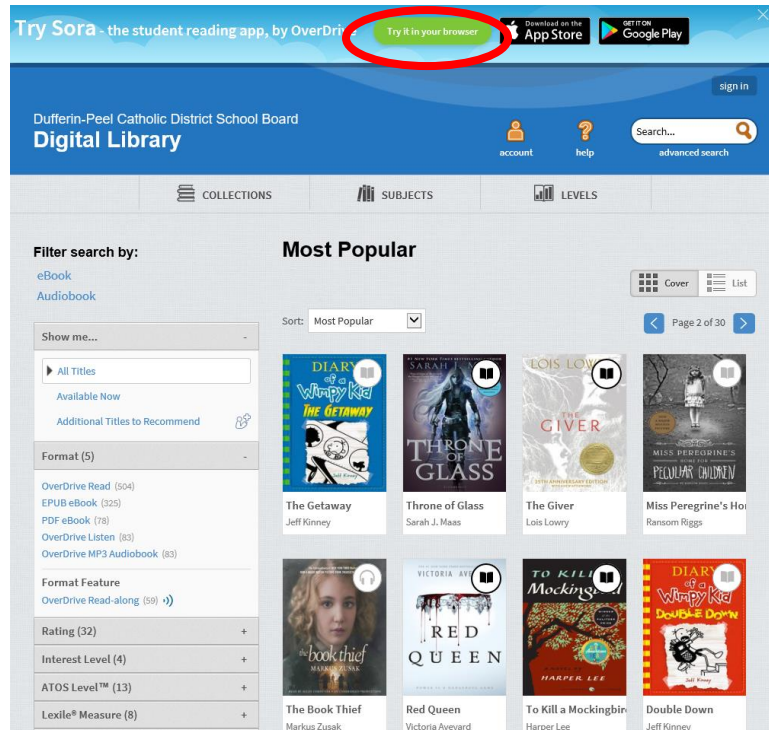 Try Sora - the student reading app, by OverDrive
Try it in your browser
Download on the
App Store
GET IT ON
Google Play
sign in
Dufferin-Peel Catholic District School Board
Digital Library
account
help
Search...
advanced search
COLLECTIONS
SUBJECTS
LEVELS
Filter search by:
eBook
Audiobook
Most Popular
Cover
List
Sort: Most Popular
Page 2 of 30
Show me... -
All Titles
Available Now
Additional Titles to Recommend
Format (5) -
OverDrive Read (504)
EPUB eBook (325)
PDF eBook (78)
OverDrive Listen (83)
OverDrive MP3 Audiobook (83)
Format Feature
OverDrive Read-along (59)
Rating (32) +
Interest Level (4) +
ATOS Level™ (13) +
Lexile® Measure (8) +
DIARY
of a
Wimpy Kid
THE GETAWAY
Jeff Kinney
The Getaway
Jeff Kinney
SARAH J. MAAS
THRONE
OF
GLASS
Throne of Glass
Sarah J. Maas
LOIS LOW
THE
GIVER
The Giver
Lois Lowry
MISS PEREGRINE'S
HOME FOR
PECULIAR CHILDREN
Miss Peregrine's Ho
Ransom Riggs
the
book thief
MARKUS ZUSAK
The Book Thief
Markus Zusak
VICTORIA AVE
RED
QUEEN
Red Queen
Victoria Aveyard
TO KILL A
Mockingbird
HARPER LEE
To Kill a Mockingbir
Harper Lee
DIARY
of a
Wimpy Kid
DOUBLE DOWN
Jeff Kinney
Double Down
Jeff Kinney